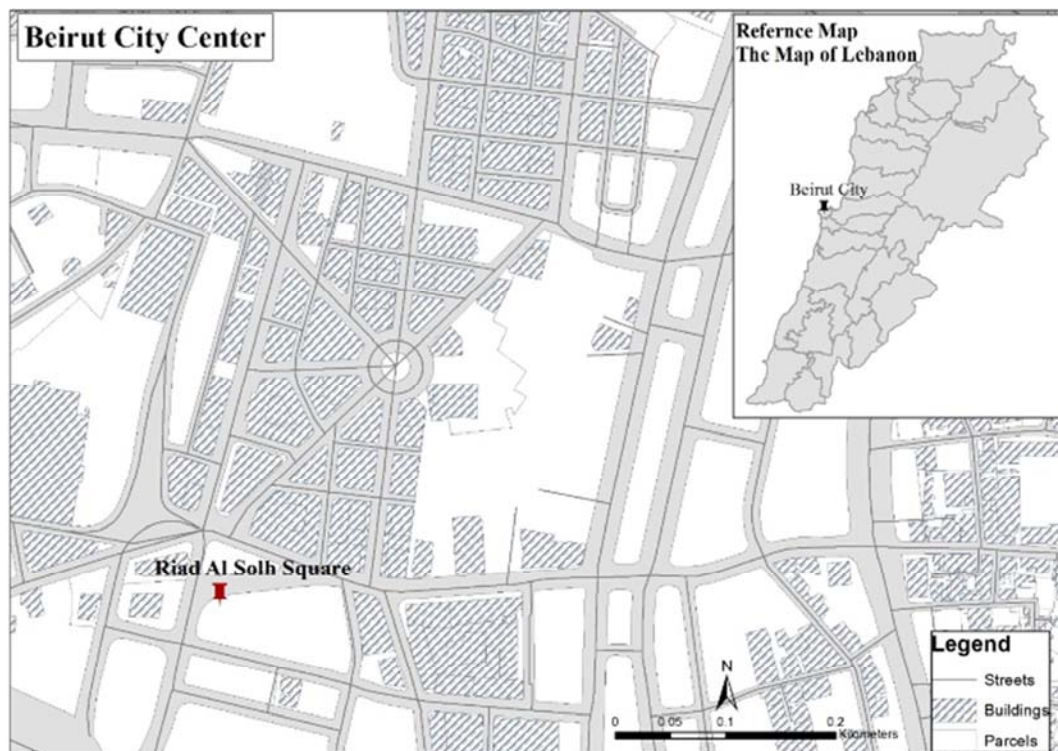 Beirut City Center
Refernce Map
The Map of Lebanon
Beirut City
Riad Al Solh Square
N
0 0.05 0.1 0.2
Kilometers
Legend
Streets
Buildings
Parcels